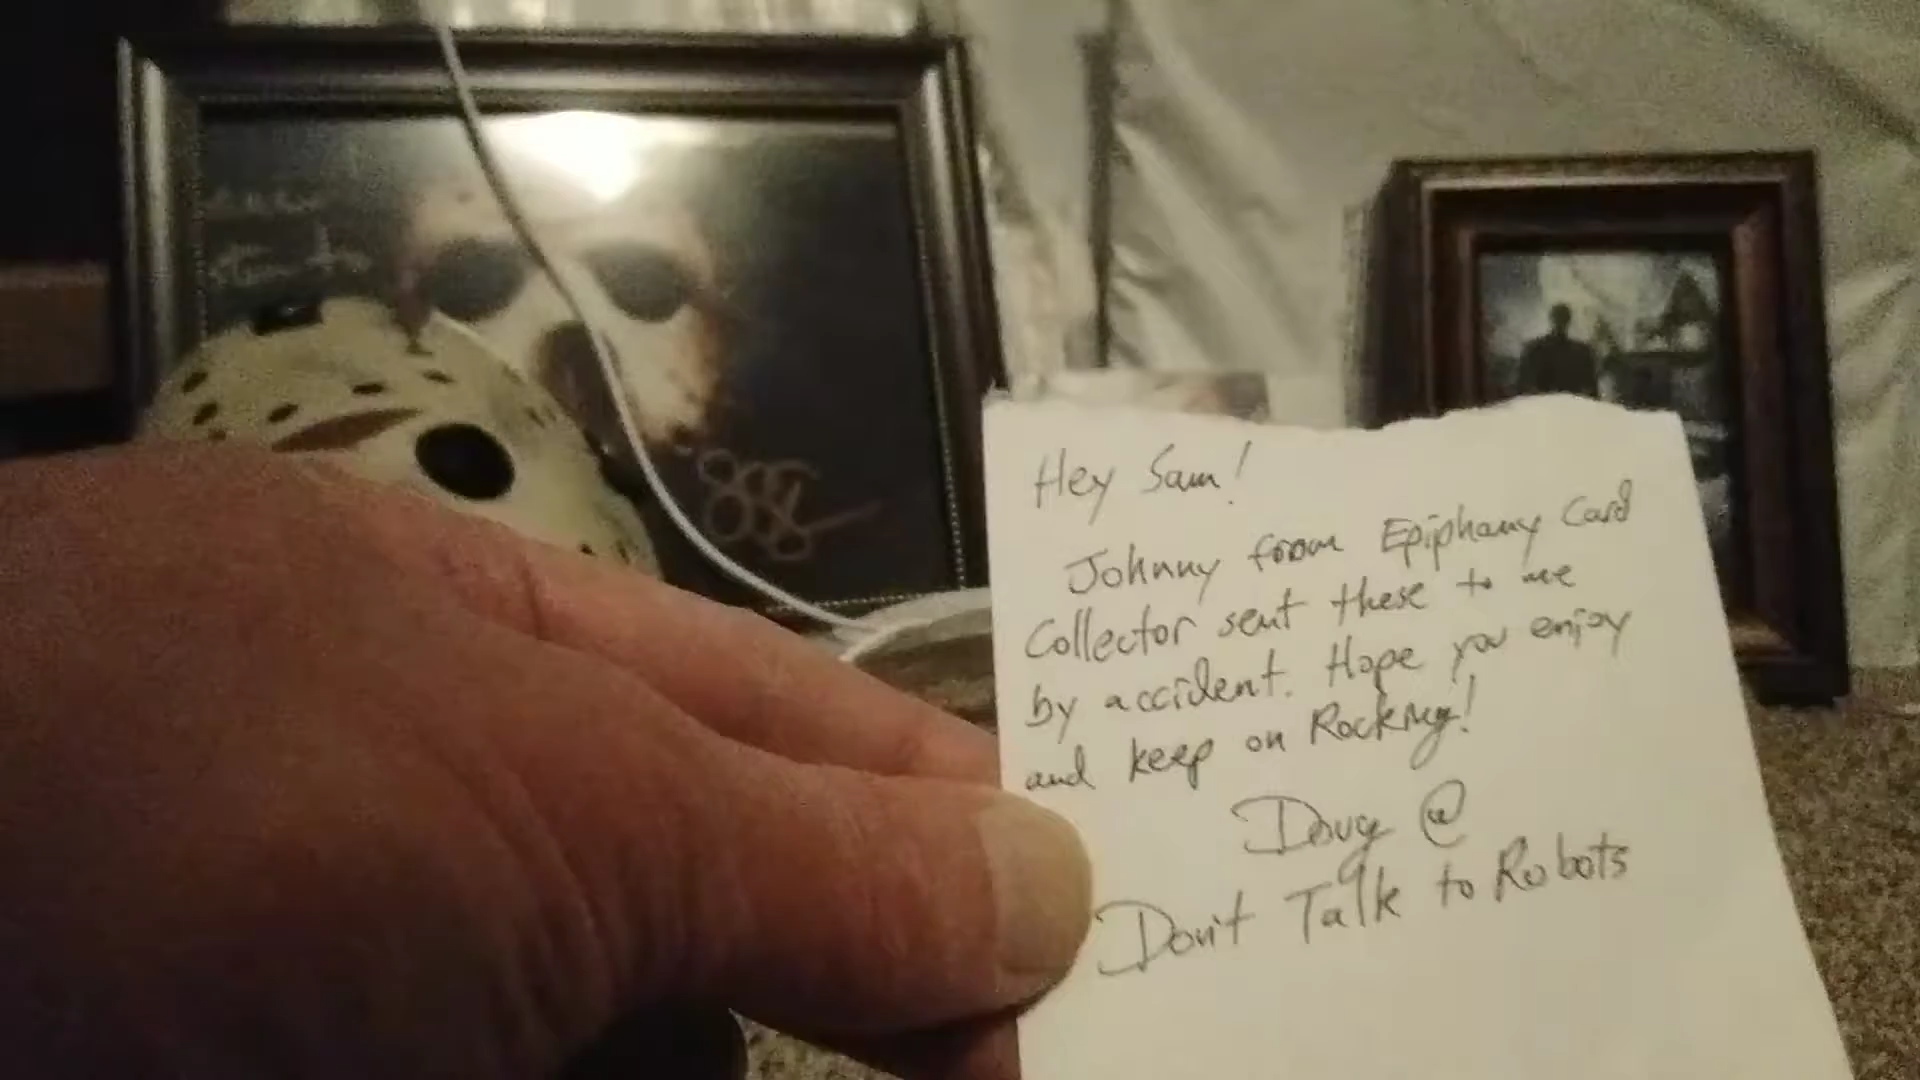 Hey Sam!
Johnny from Epiphany Card
Collector sent these to me
by accident. Hope you enjoy
and keep on Rocking!
Doug @
Don't Talk to Robots